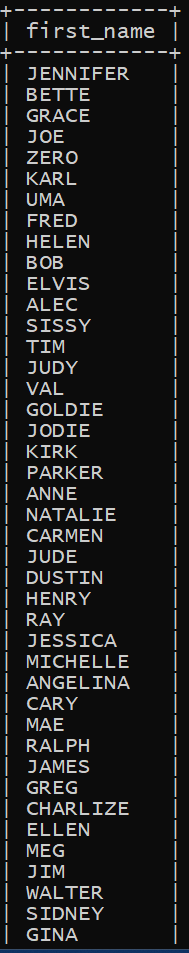 +------------+
| first_name |
+------------+
| JENNIFER   |
| BETTE      |
| GRACE      |
| JOE        |
| ZERO       |
| KARL       |
| UMA        |
| FRED       |
| HELEN      |
| BOB        |
| ELVIS      |
| ALEC       |
| SISSY      |
| TIM        |
| JUDY       |
| VAL        |
| GOLDIE     |
| JODIE      |
| KIRK       |
| PARKER     |
| ANNE       |
| NATALIE    |
| CARMEN     |
| JUDE       |
| DUSTIN     |
| HENRY      |
| RAY        |
| JESSICA    |
| MICHELLE   |
| ANGELINA   |
| CARY       |
| MAE        |
| RALPH      |
| JAMES      |
| GREG       |
| CHARLIZE   |
| ELLEN      |
| MEG        |
| JIM        |
| WALTER     |
| SIDNEY     |
| GINA       |